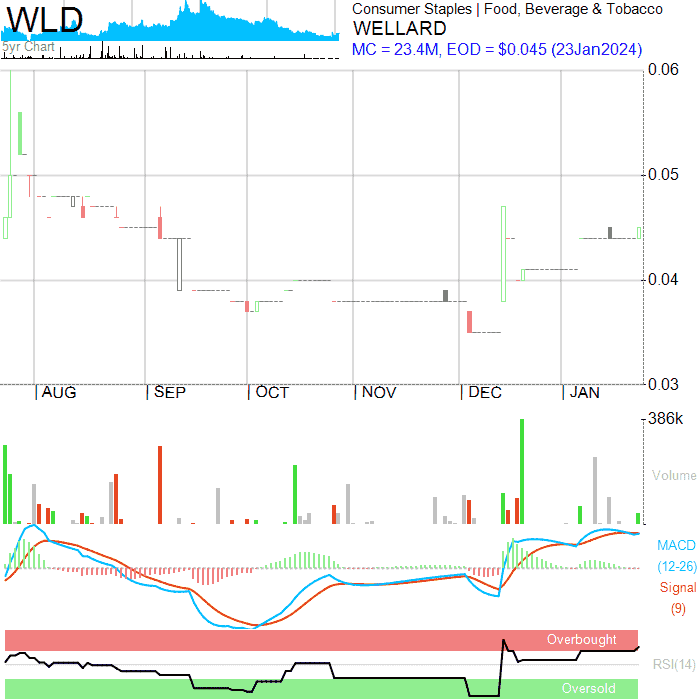 WLD
5yr Chart
Consumer Staples | Food, Beverage & Tobacco
WELLARD
MC = 23.4M, EOD = $0.045 (23Jan2024)
0.06
0.05
0.04
0.03
AUG SEP OCT NOV DEC JAN
386k
Volume
MACD
(12-26)
Signal
(9)
Overbought
RSI(14)
Oversold